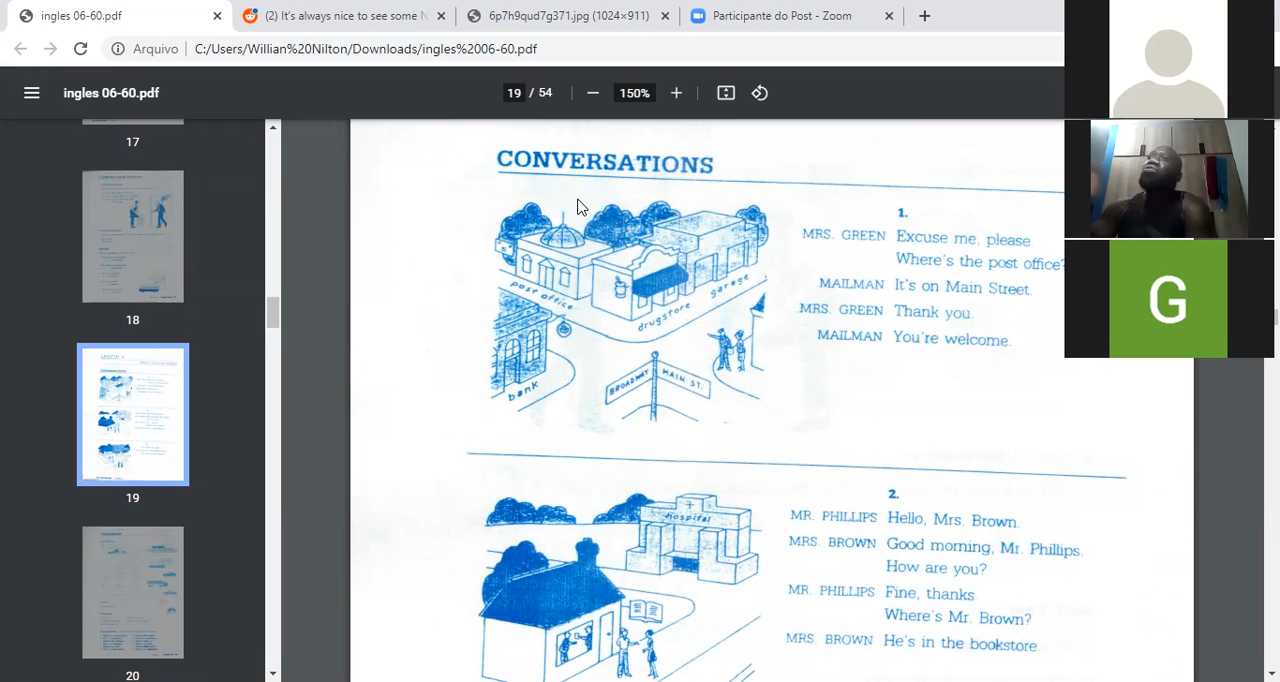 ingles 06-60.pdf
(2) It's always nice to see some N
6p7h9qud7g371.jpg (1024×911)
Participante do Post - Zoom
Arquivo
C:/Users/Willian%20Nilton/Downloads/ingles%2006-60.pdf
ingles 06-60.pdf
19 / 54
150%
17
18
19
20
CONVERSATIONS
post office
drugstore
garage
bank
BROADWAY
MAIN ST.
1.
MRS. GREEN Excuse me, please.
Where's the post office?
MAILMAN It's on Main Street.
MRS. GREEN Thank you.
MAILMAN You're welcome.
Hospital
2.
MR. PHILLIPS Hello, Mrs. Brown.
MRS. BROWN Good morning, Mr. Phillips.
How are you?
MR. PHILLIPS Fine, thanks
Where's Mr. Brown?
MRS. BROWN He's in the bookstore.
G